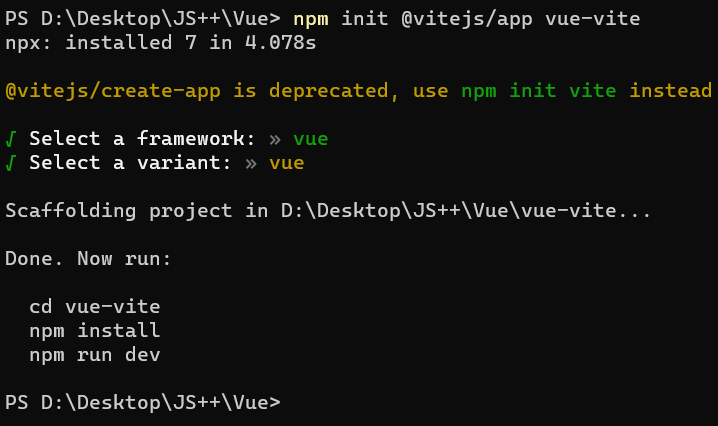 PS D:\Desktop\JS++\Vue> npm init @vitejs/app vue-vite
npx: installed 7 in 4.078s
@vitejs/create-app is deprecated, use npm init vite instead
√ Select a framework: » vue
√ Select a variant: » vue
Scaffolding project in D:\Desktop\JS++\Vue\vue-vite...
Done. Now run:
cd vue-vite
npm install
npm run dev
PS D:\Desktop\JS++\Vue>